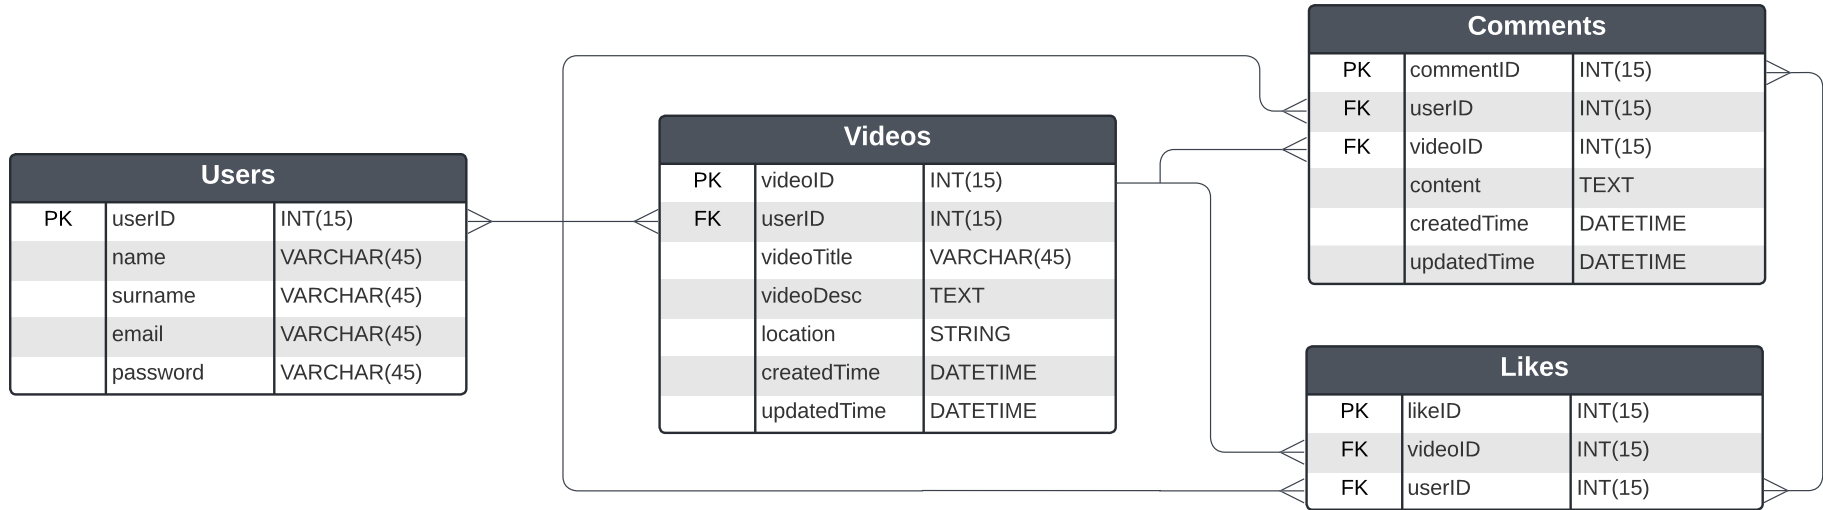 Users
PK userID INT(15)
name VARCHAR(45)
surname VARCHAR(45)
email VARCHAR(45)
password VARCHAR(45)
Videos
PK videoID INT(15)
FK userID INT(15)
videoTitle VARCHAR(45)
videoDesc TEXT
location STRING
createdTime DATETIME
updatedTime DATETIME
Comments
PK commentID INT(15)
FK userID INT(15)
FK videoID INT(15)
content TEXT
createdTime DATETIME
updatedTime DATETIME
Likes
PK likeID INT(15)
FK videoID INT(15)
FK userID INT(15)